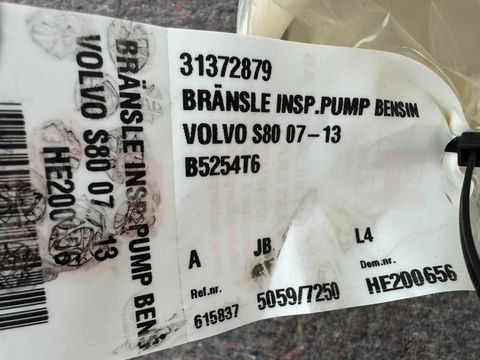 31372879
BRÄNSLE INSP.PUMP BENSIN
VOLVO S80 07-13
B5254T6
A JB L4
Ref.nr. Dem.nr.
615837 5059/7250 HE200656
BRÄNSLE INSP.PUMP BENS
VOLVO S80 07 13
HE200656